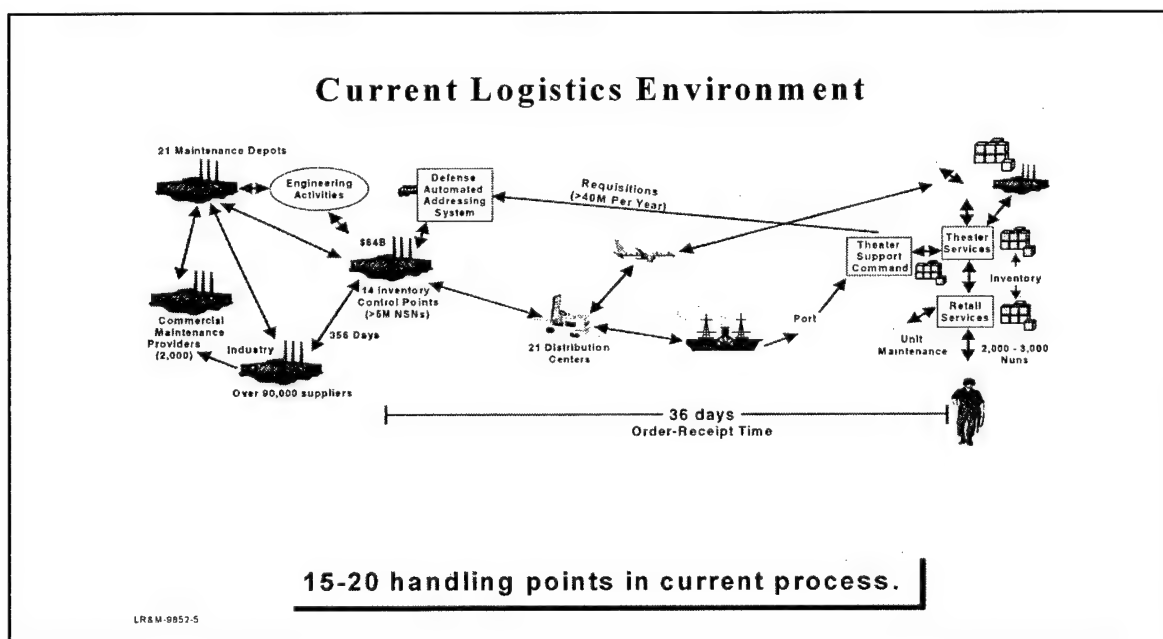 Current Logistics Environment
21 Maintenance Depots
Engineering
Activities
Defense
Automated
Addressing
System
Requisitions
(>40M Per Year)
$64B
14 Inventory
Control Points
(>5M NSNs)
Theater
Support
Command
Theater
Services
Inventory
Retail
Services
Commercial
Maintenance
Providers
(2,000)
Industry
356 Days
Over 90,000 suppliers
21 Distribution Centers
Port
Unit
Maintenance
2,000 - 3,000
Nuns
36 days
Order-Receipt Time
15-20 handling points in current process.
LR&M-9852-5